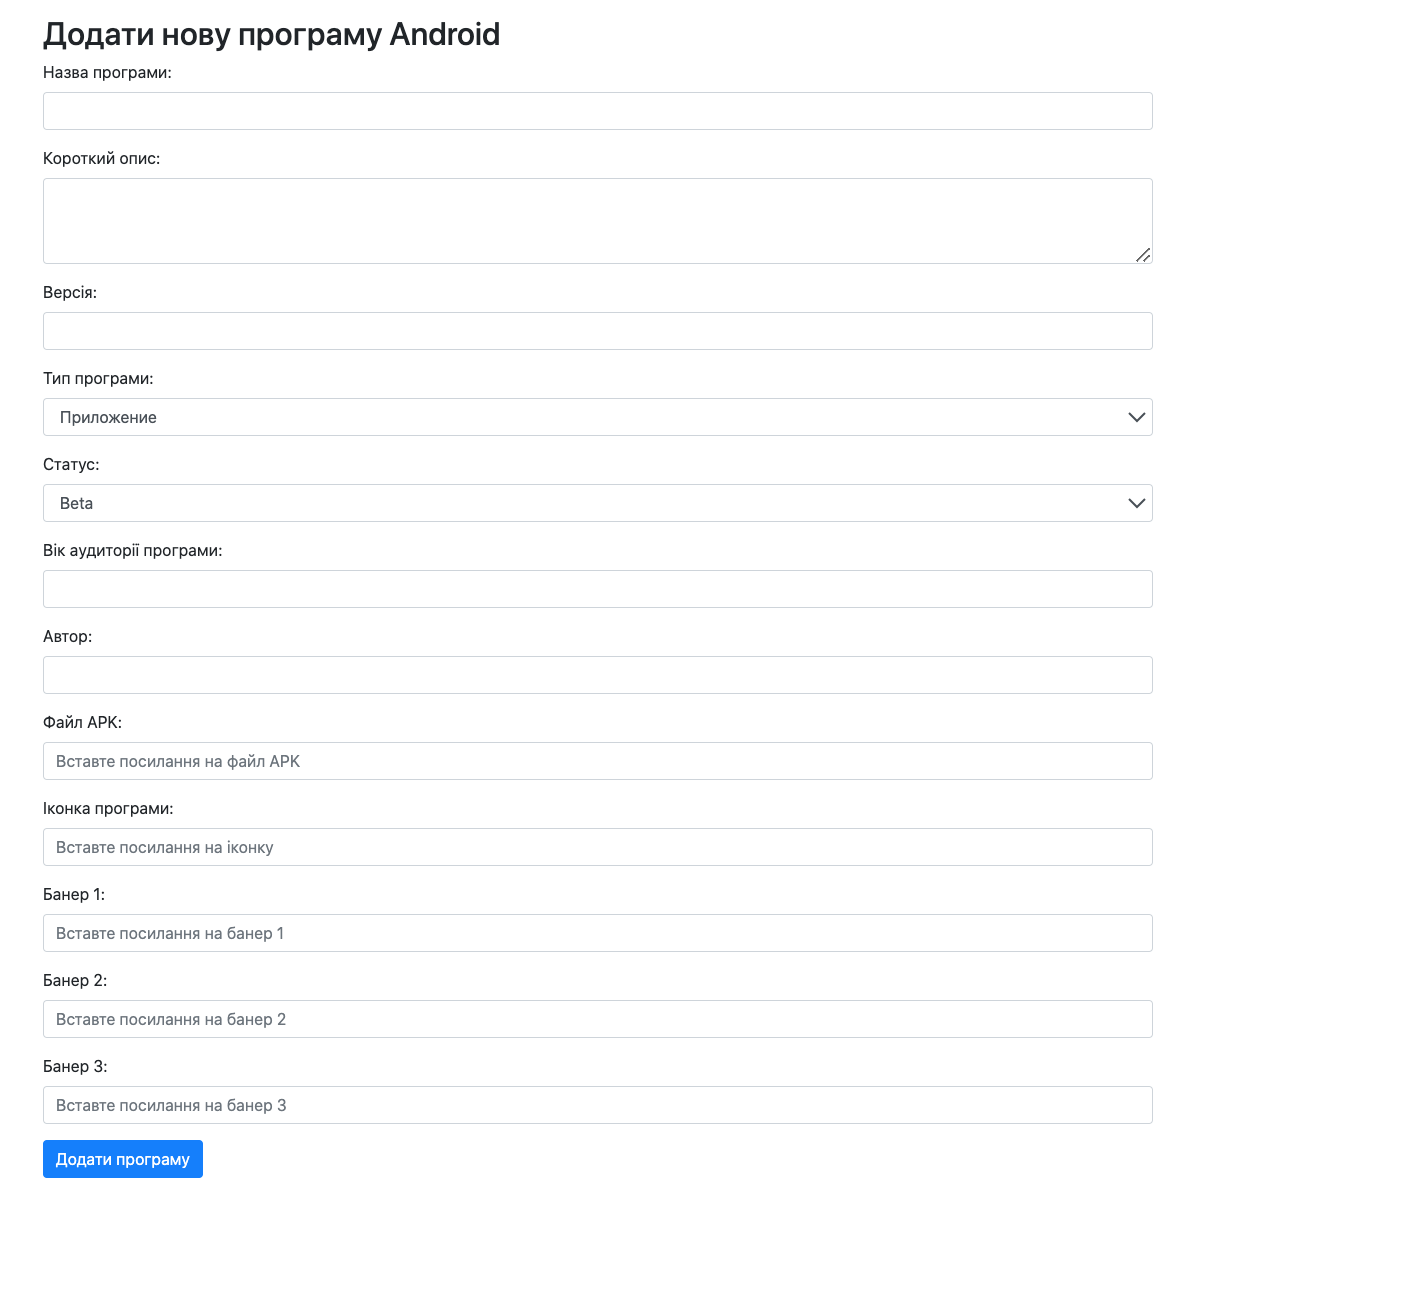 Додати нову програму Android
Назва програми:
Короткий опис:
Версія:
Тип програми:
Приложение
Статус:
Beta
Вік аудиторії програми:
Автор:
Файл APK:
Вставте посилання на файл APK
Іконка програми:
Вставте посилання на іконку
Банер 1:
Вставте посилання на банер 1
Банер 2:
Вставте посилання на банер 2
Банер 3:
Вставте посилання на банер 3
Додати програму